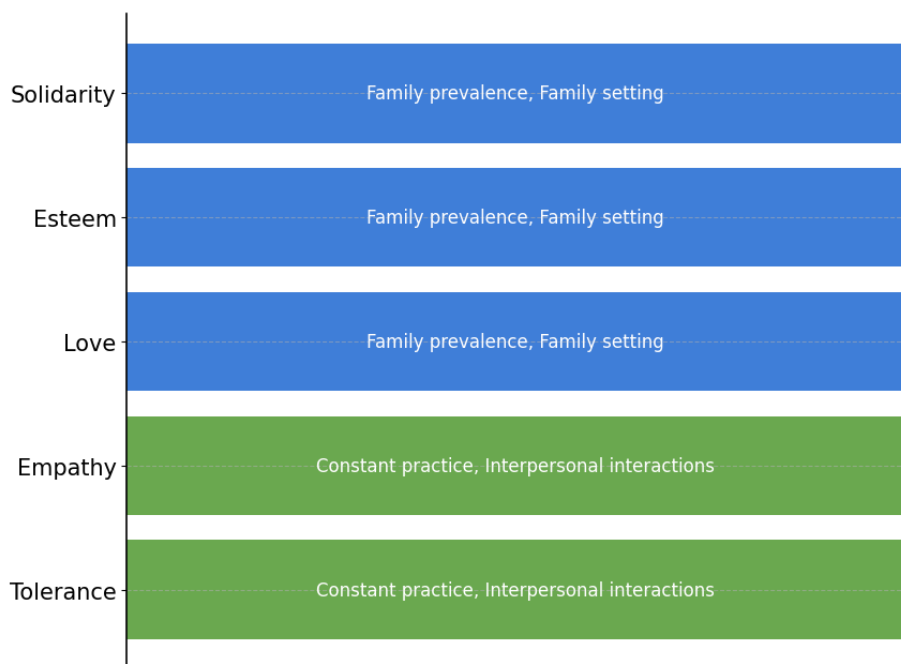 Solidarity
Family prevalence, Family setting
Esteem
Family prevalence, Family setting
Love
Family prevalence, Family setting
Empathy
Constant practice, Interpersonal interactions
Tolerance
Constant practice, Interpersonal interactions